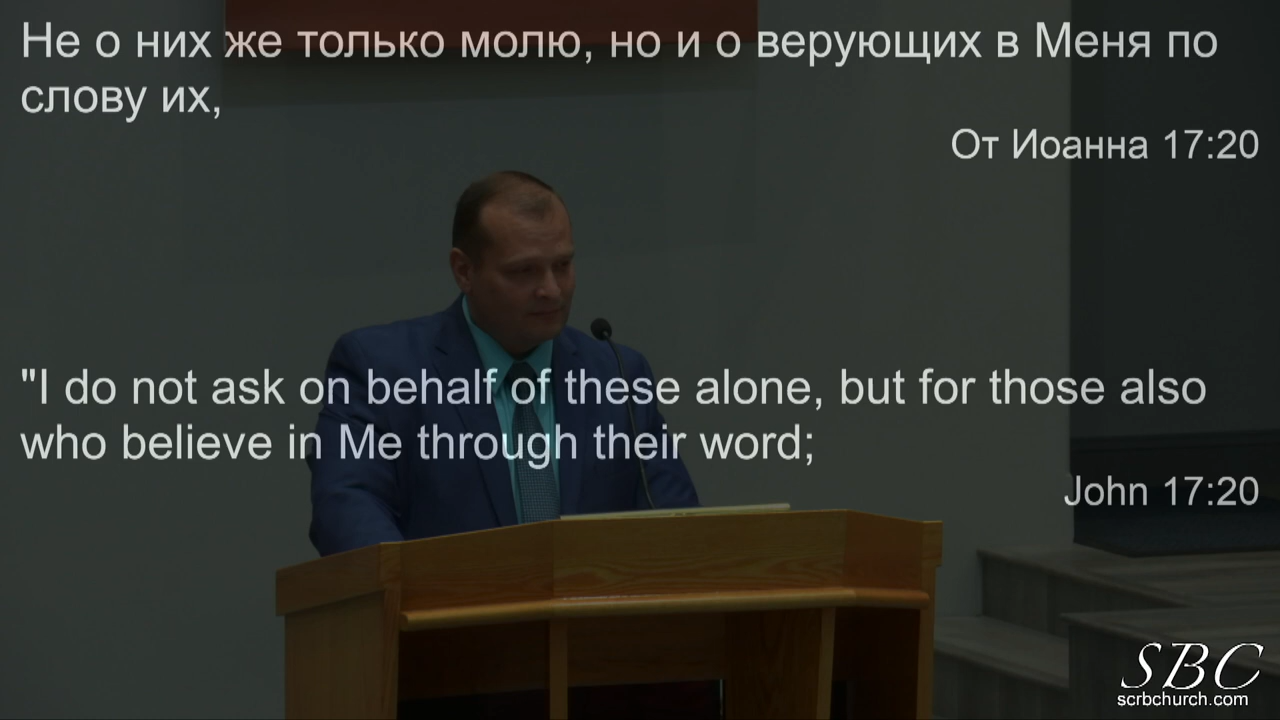 Не о них же только молю, но и о верующих в Меня по
слову их,
От Иоанна 17:20
"I do not ask on behalf of these alone, but for those also
who believe in Me through their word;
John 17:20
SBC
scrbchurch.com